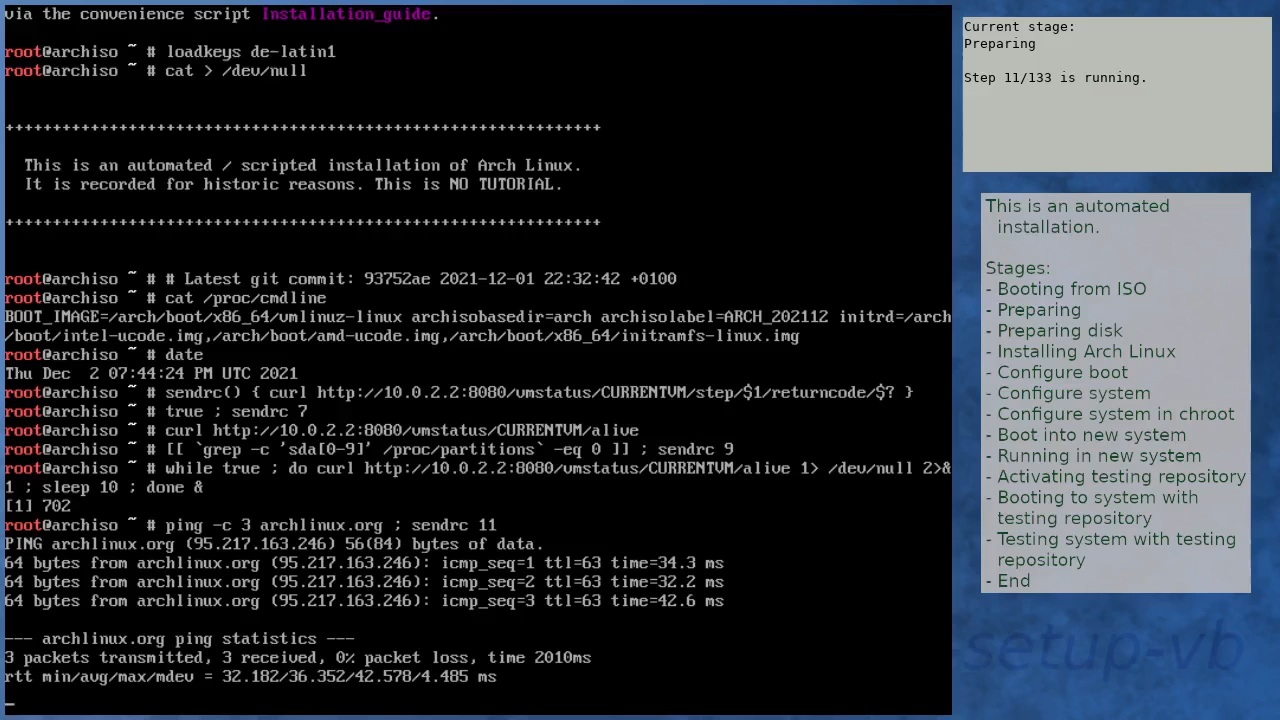 via the convenience script Installation_guide.
root@archiso ~ # loadkeys de-latin1
root@archiso ~ # cat > /dev/null
+++++++++++++++++++++++++++++++++++++++++++++++++++++++++++++++
This is an automated / scripted installation of Arch Linux.
It is recorded for historic reasons. This is NO TUTORIAL.
+++++++++++++++++++++++++++++++++++++++++++++++++++++++++++++++
root@archiso ~ # # Latest git commit: 93752ae 2021-12-01 22:32:42 +0100
root@archiso ~ # cat /proc/cmdline
BOOT_IMAGE=/arch/boot/x86_64/vmlinuz-linux archisobasedir=arch archisolabel=ARCH_202112 initrd=/arch
/boot/intel-ucode.img,/arch/boot/amd-ucode.img,/arch/boot/x86_64/initramfs-linux.img
root@archiso ~ # date
Thu Dec  2 07:44:24 PM UTC 2021
root@archiso ~ # sendrc() { curl http://10.0.2.2:8080/vmstatus/CURRENTVM/step/$1/returncode/$? }
root@archiso ~ # true ; sendrc 7
root@archiso ~ # curl http://10.0.2.2:8080/vmstatus/CURRENTVM/alive
root@archiso ~ # [[ `grep -c 'sda[0-9]' /proc/partitions` -eq 0 ]] ; sendrc 9
root@archiso ~ # while true ; do curl http://10.0.2.2:8080/vmstatus/CURRENTVM/alive 1> /dev/null 2>&
1 ; sleep 10 ; done &
[1] 702
root@archiso ~ # ping -c 3 archlinux.org ; sendrc 11
PING archlinux.org (95.217.163.246) 56(84) bytes of data.
64 bytes from archlinux.org (95.217.163.246): icmp_seq=1 ttl=63 time=34.3 ms
64 bytes from archlinux.org (95.217.163.246): icmp_seq=2 ttl=63 time=32.2 ms
64 bytes from archlinux.org (95.217.163.246): icmp_seq=3 ttl=63 time=42.6 ms
--- archlinux.org ping statistics ---
3 packets transmitted, 3 received, 0% packet loss, time 2010ms
rtt min/avg/max/mdev = 32.182/36.352/42.578/4.485 ms
_
Current stage:
Preparing
Step 11/133 is running.
This is an automated
installation.
Stages:
- Booting from ISO
- Preparing
- Preparing disk
- Installing Arch Linux
- Configure boot
- Configure system
- Configure system in chroot
- Boot into new system
- Running in new system
- Activating testing repository
- Booting to system with
testing repository
- Testing system with testing
repository
- End
-setup-vb